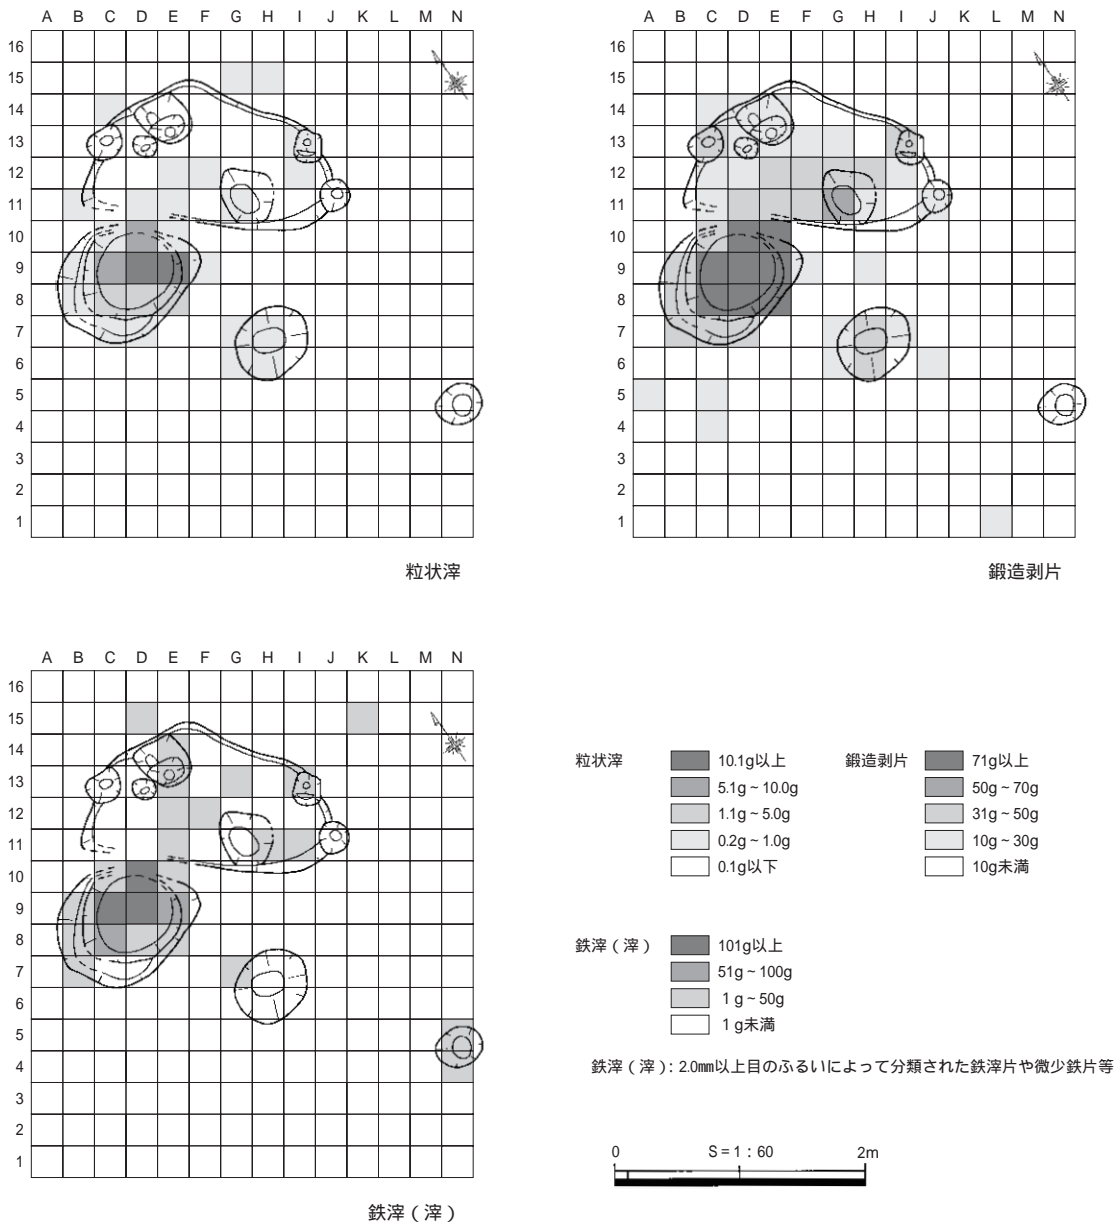 A B C D E F G H I J K L M N
16
15
14
13
12
11
10
9
8
7
6
5
4
3
2
1
粒状滓
A B C D E F G H I J K L M N
16
15
14
13
12
11
10
9
8
7
6
5
4
3
2
1
鍛造剥片
A B C D E F G H I J K L M N
16
15
14
13
12
11
10
9
8
7
6
5
4
3
2
1
鉄滓(滓)
粒状滓
10.1g以上
5.1g~10.0g
1.1g~5.0g
0.2g~1.0g
0.1g以下
鍛造剥片
71g以上
50g~70g
31g~50g
10g~30g
10g未満
鉄滓(滓)
101g以上
51g~100g
1g~50g
1g未満
鉄滓(滓):2.0㎜以上目のふるいによって分類された鉄滓片や微少鉄片等
0 S=1:60 2m